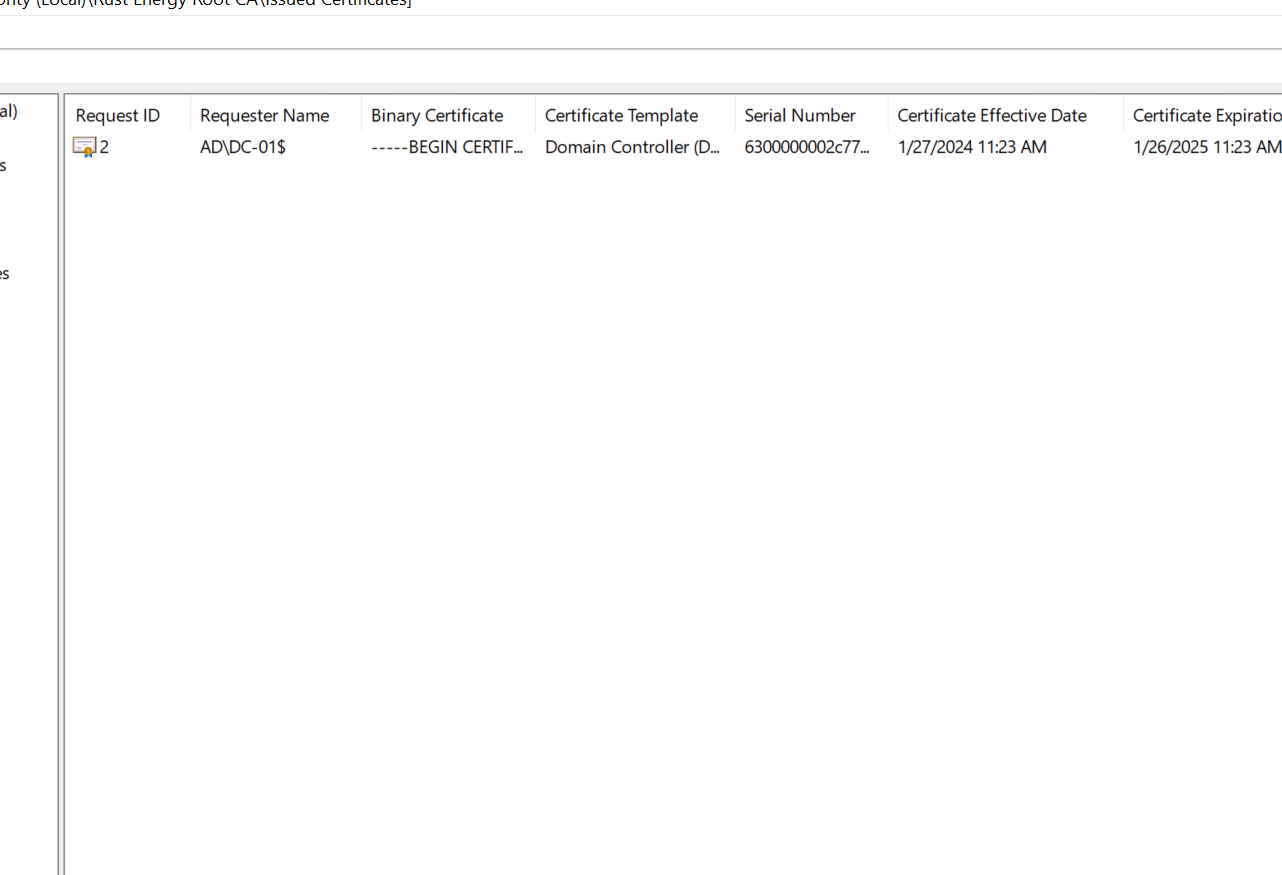 (Local)\Rust Energy Root CA\Issued Certificates]
al)
s
es
Request ID Requester Name Binary Certificate Certificate Template Serial Number Certificate Effective Date Certificate Expiratio
2 AD\DC-01$ -----BEGIN CERTIF... Domain Controller (D... 6300000002c77... 1/27/2024 11:23 AM 1/26/2025 11:23 AM